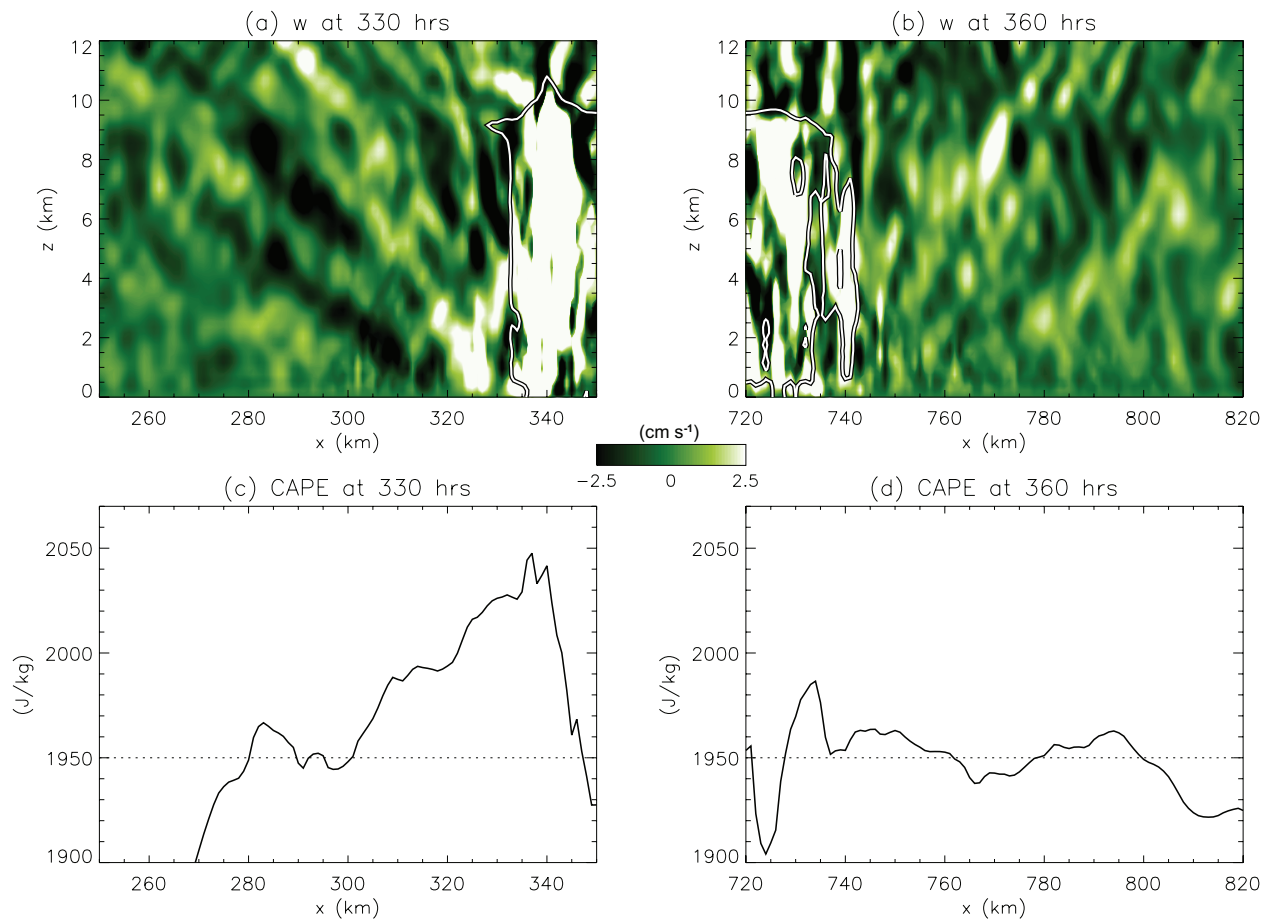 (a) w at 330 hrs
(b) w at 360 hrs
12
10
8
6
4
2
0
z (km)
260 280 300 320 340
x (km)
12
10
8
6
4
2
0
z (km)
720 740 760 780 800 820
x (km)
(cm s⁻¹)
−2.5 0 2.5
(c) CAPE at 330 hrs
(d) CAPE at 360 hrs
2050
2000
1950
1900
(J/kg)
260 280 300 320 340
x (km)
2050
2000
1950
1900
(J/kg)
720 740 760 780 800 820
x (km)